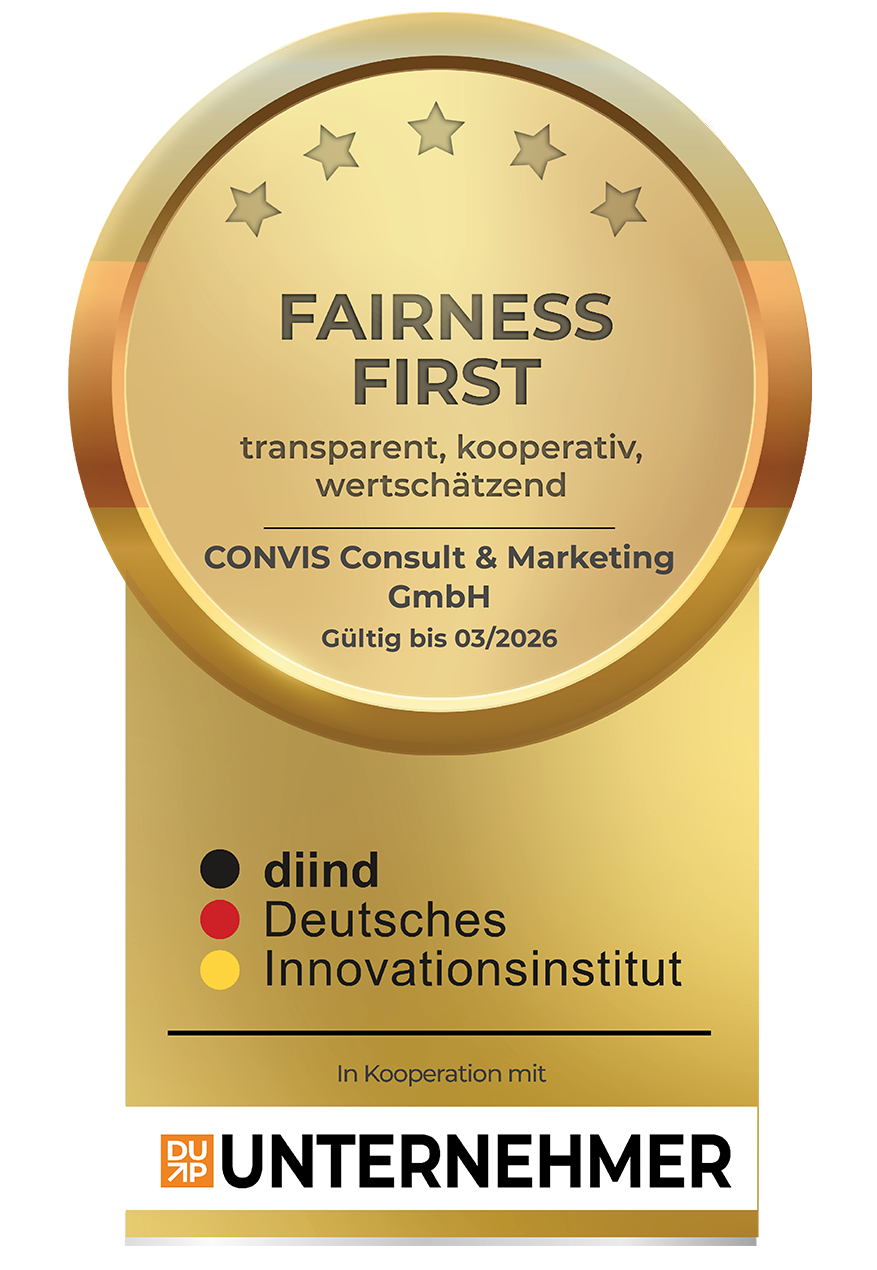 FAIRNESS
FIRST
transparent, kooperativ,
wertschätzend
CONVIS Consult & Marketing
GmbH
Gültig bis 03/2026
diind
Deutsches
Innovationsinstitut
In Kooperation mit
DUP UNTERNEHMER